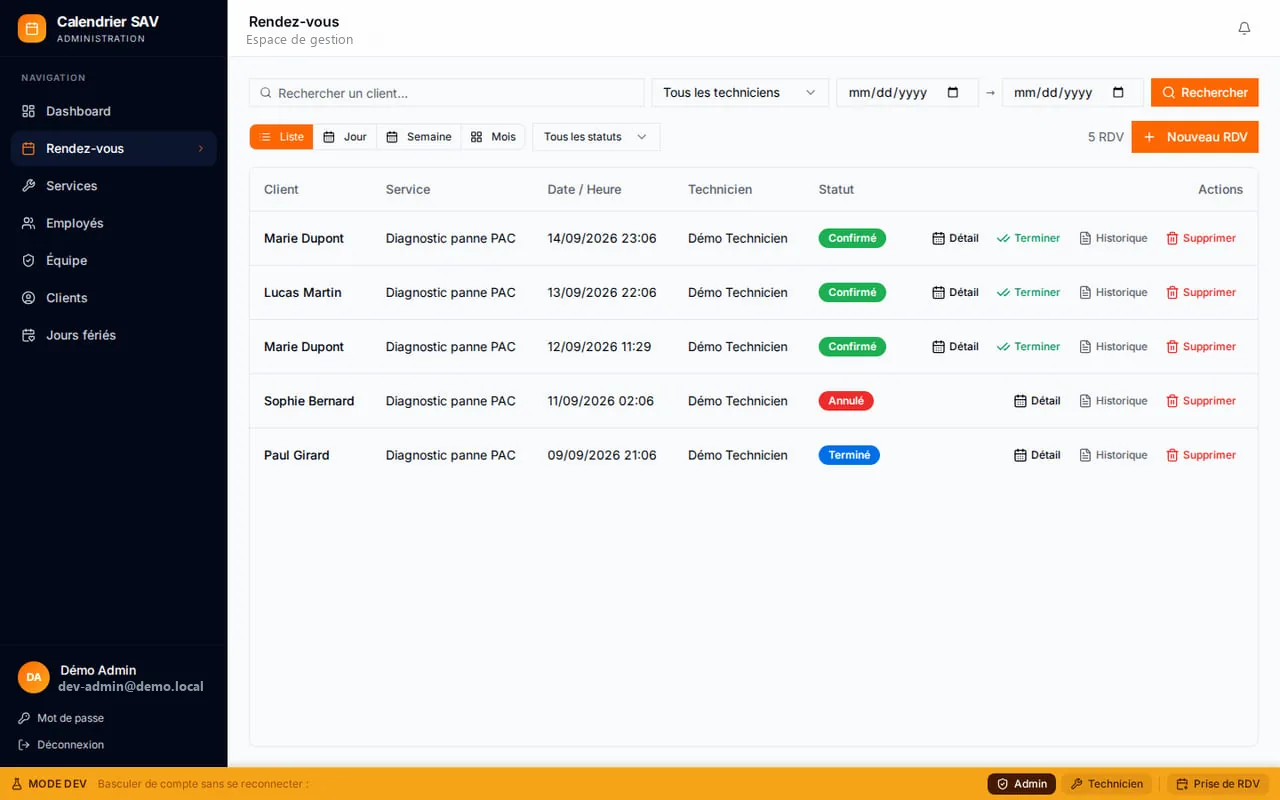 Calendrier SAV
ADMINISTRATION
NAVIGATION
Dashboard
Rendez-vous
Services
Employés
Équipe
Clients
Jours fériés
DA
Démo Admin
dev-admin@demo.local
Mot de passe
Déconnexion
Rendez-vous
Espace de gestion
Rechercher un client... Tous les techniciens mm/dd/yyyy → mm/dd/yyyy Rechercher
Liste Jour Semaine Mois Tous les statuts 5 RDV + Nouveau RDV
Client Service Date / Heure Technicien Statut Actions
Marie Dupont Diagnostic panne PAC 14/09/2026 23:06 Démo Technicien Confirmé Détail Terminer Historique Supprimer
Lucas Martin Diagnostic panne PAC 13/09/2026 22:06 Démo Technicien Confirmé Détail Terminer Historique Supprimer
Marie Dupont Diagnostic panne PAC 12/09/2026 11:29 Démo Technicien Confirmé Détail Terminer Historique Supprimer
Sophie Bernard Diagnostic panne PAC 11/09/2026 02:06 Démo Technicien Annulé Détail Historique Supprimer
Paul Girard Diagnostic panne PAC 09/09/2026 21:06 Démo Technicien Terminé Détail Historique Supprimer
MODE DEV Basculer de compte sans se reconnecter : Admin Technicien Prise de RDV